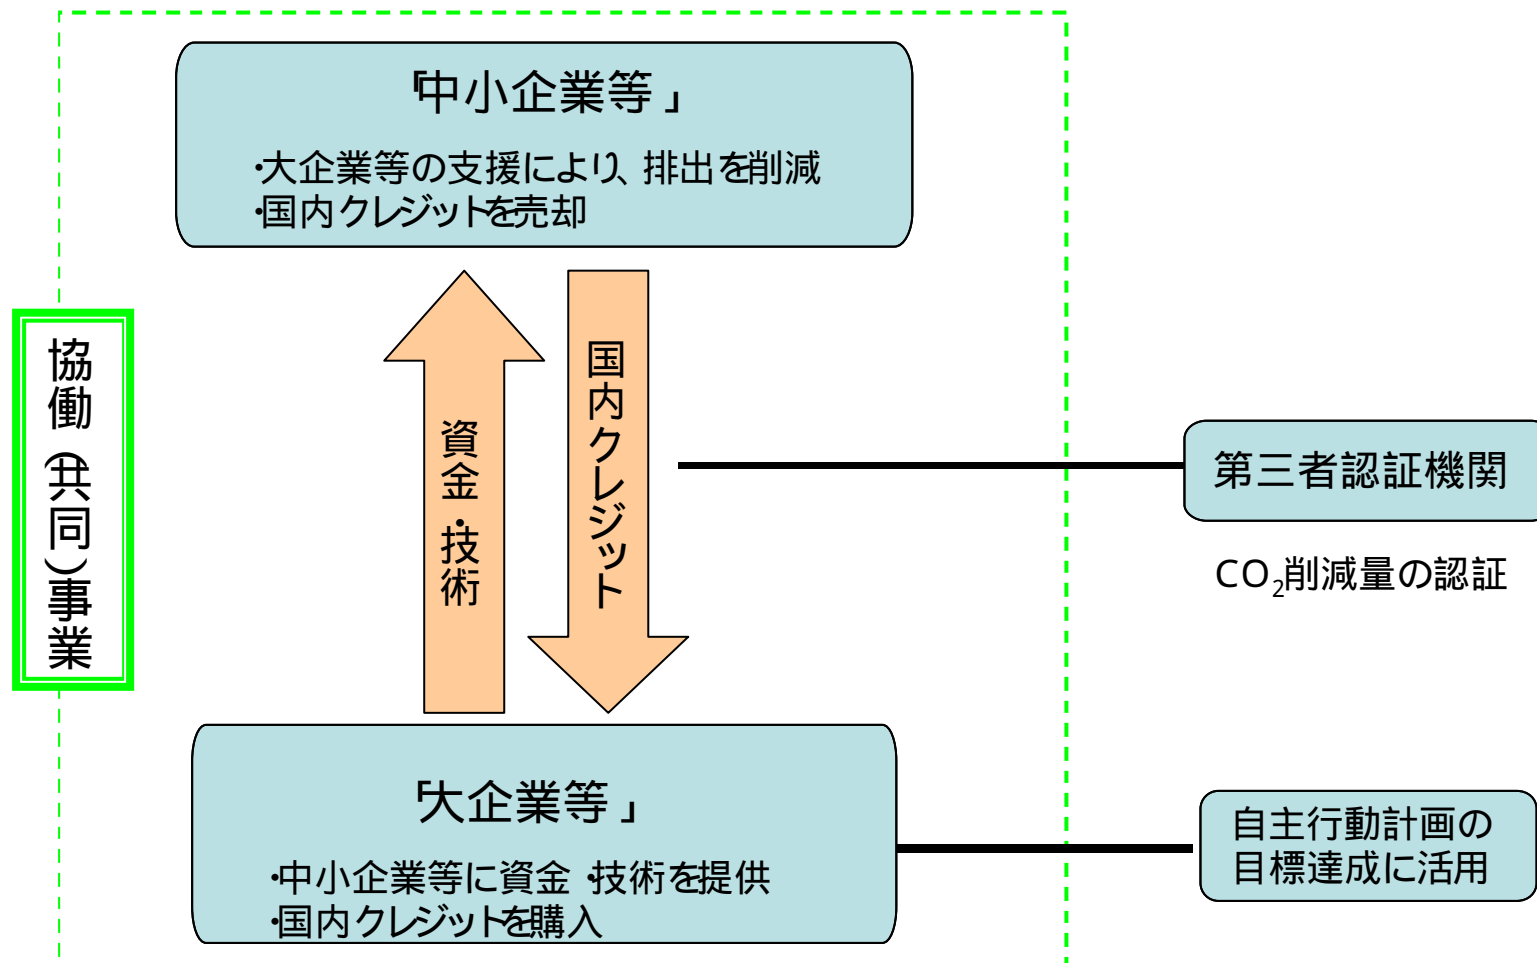 「中小企業等」
・大企業等の支援により、排出を削減
・国内クレジットを売却
協働(共同)事業
資金・技術
国内クレジット
第三者認証機関
CO₂削減量の認証
「大企業等」
・中小企業等に資金・技術を提供
・国内クレジットを購入
自主行動計画の
目標達成に活用